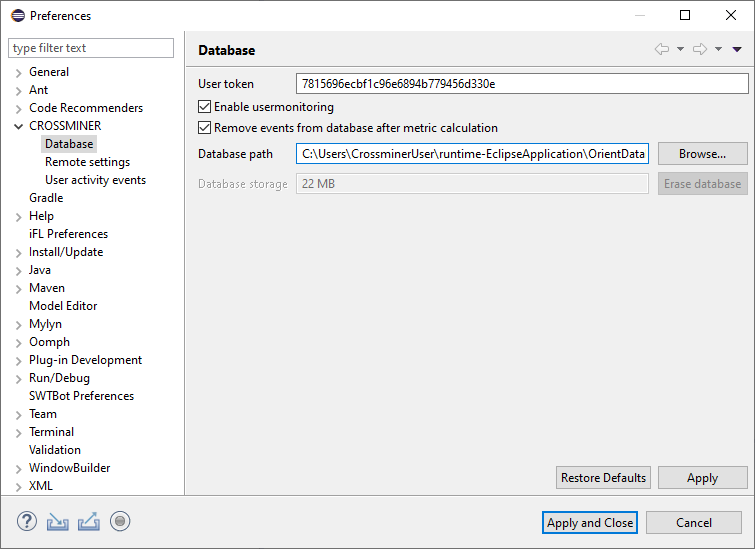 Preferences
type filter text
General
Ant
Code Recommenders
CROSSMINER
Database
Remote settings
User activity events
Gradle
Help
iFL Preferences
Install/Update
Java
Maven
Model Editor
Mylyn
Oomph
Plug-in Development
Run/Debug
SWTBot Preferences
Team
Terminal
Validation
WindowBuilder
XML
Database
User token 7815696ecbf1c96e6894b779456d330e
Enable usermonitoring
Remove events from database after metric calculation
Database path C:\Users\CrossminerUser\runtime-EclipseApplication\OrientData Browse...
Database storage 22 MB Erase database
Restore Defaults Apply
Apply and Close Cancel